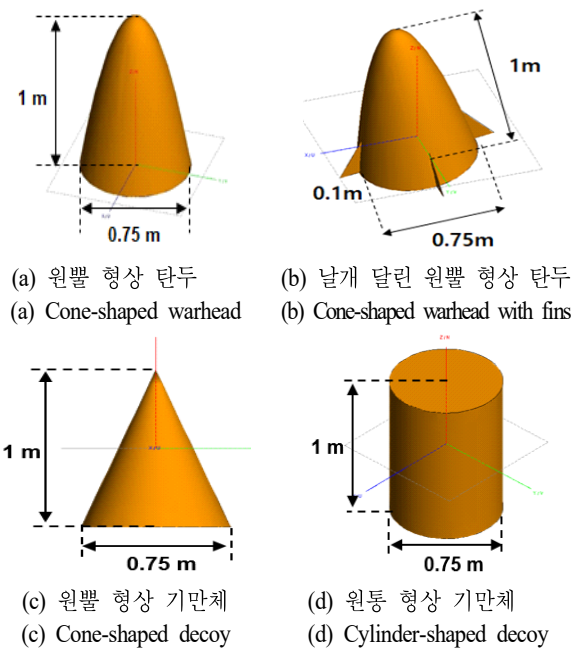 1 m
0.75 m
1m
0.1m
0.75m
(a) 원뿔 형상 탄두
(a) Cone-shaped warhead
(b) 날개 달린 원뿔 형상 탄두
(b) Cone-shaped warhead with fins
1 m
0.75 m
1 m
0.75 m
(c) 원뿔 형상 기만체
(c) Cone-shaped decoy
(d) 원통 형상 기만체
(d) Cylinder-shaped decoy